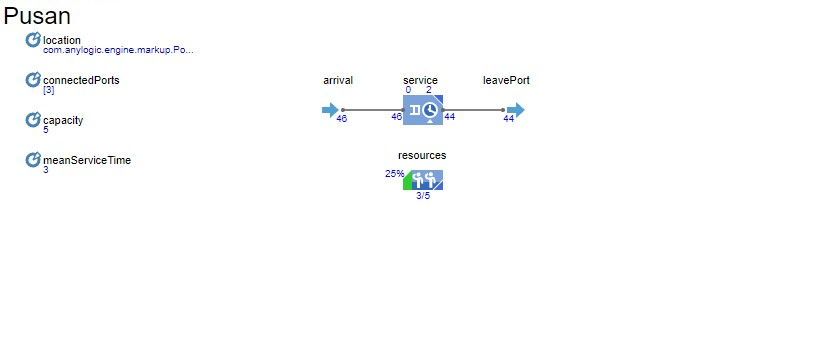 Pusan
location
com.anylogic.engine.markup.Po...
connectedPorts
[3]
capacity
5
meanServiceTime
3
arrival service leavePort
0 2
46 46 44 44
resources
25%
3/5